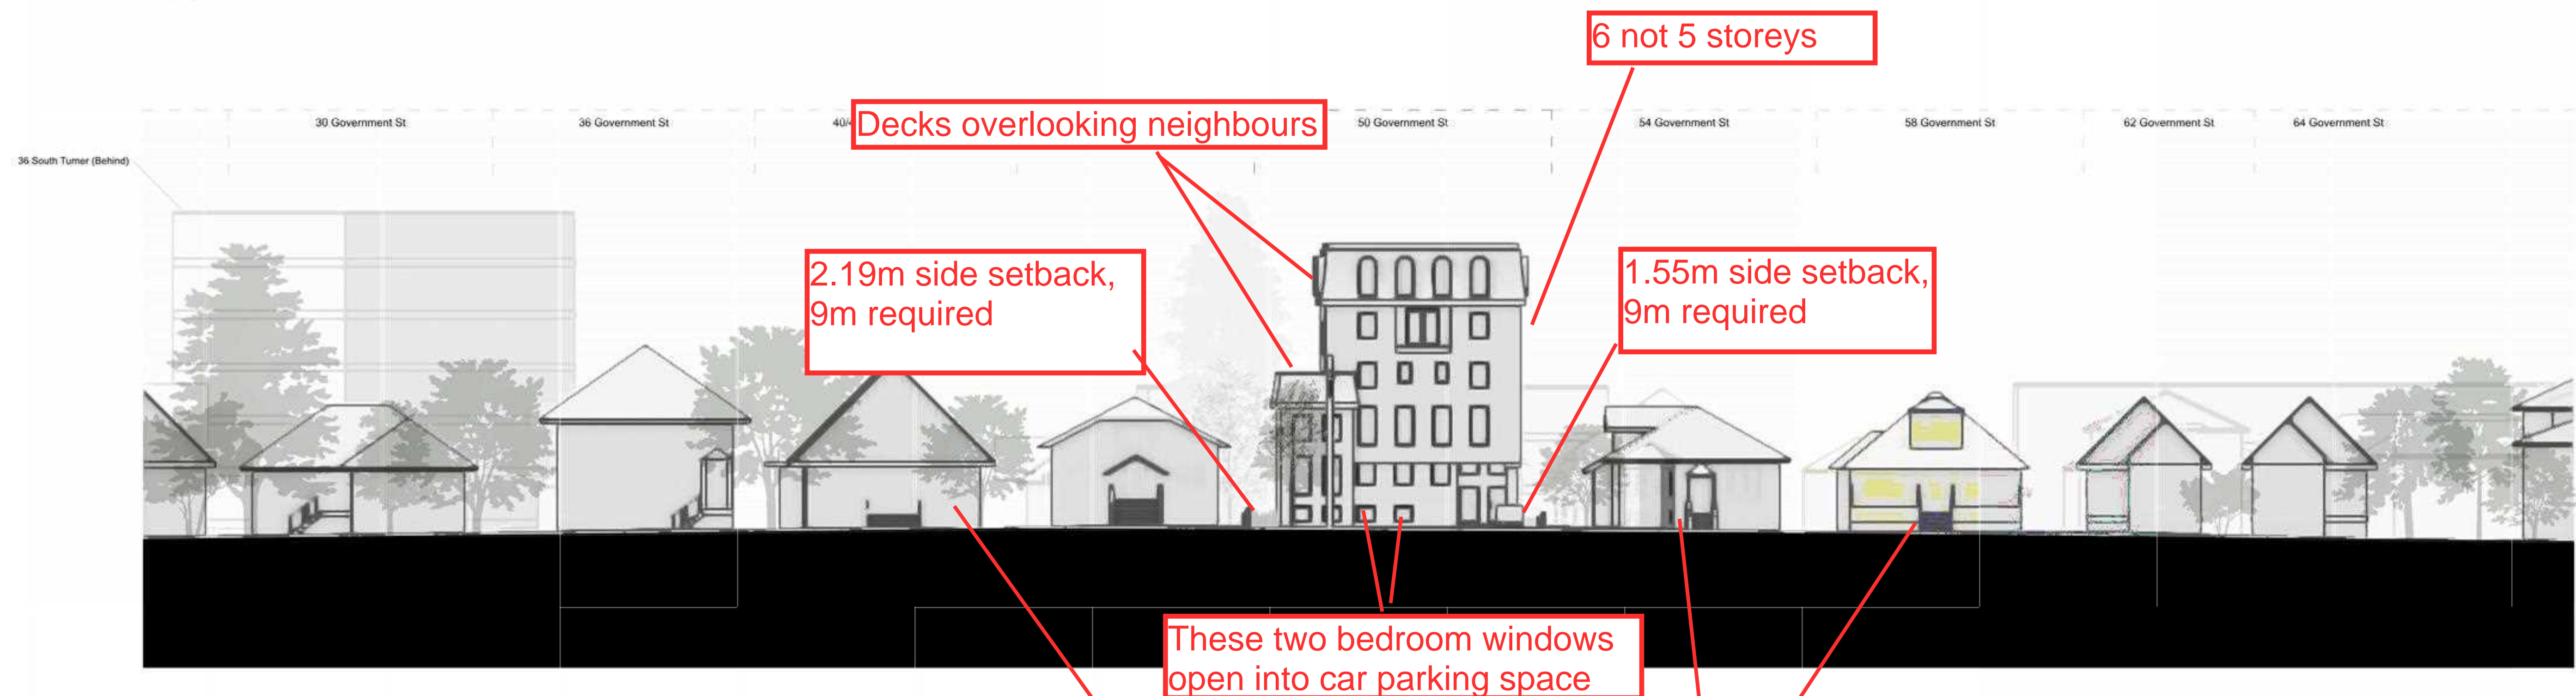 6 not 5 storeys
Decks overlooking neighbours
30 Government St
36 Government St
40/4
50 Government St
54 Government St
58 Government St
62 Government St
64 Government St
36 South Turner (Behind)
2.19m side setback,
9m required
1.55m side setback,
9m required
These two bedroom windows
open into car parking space